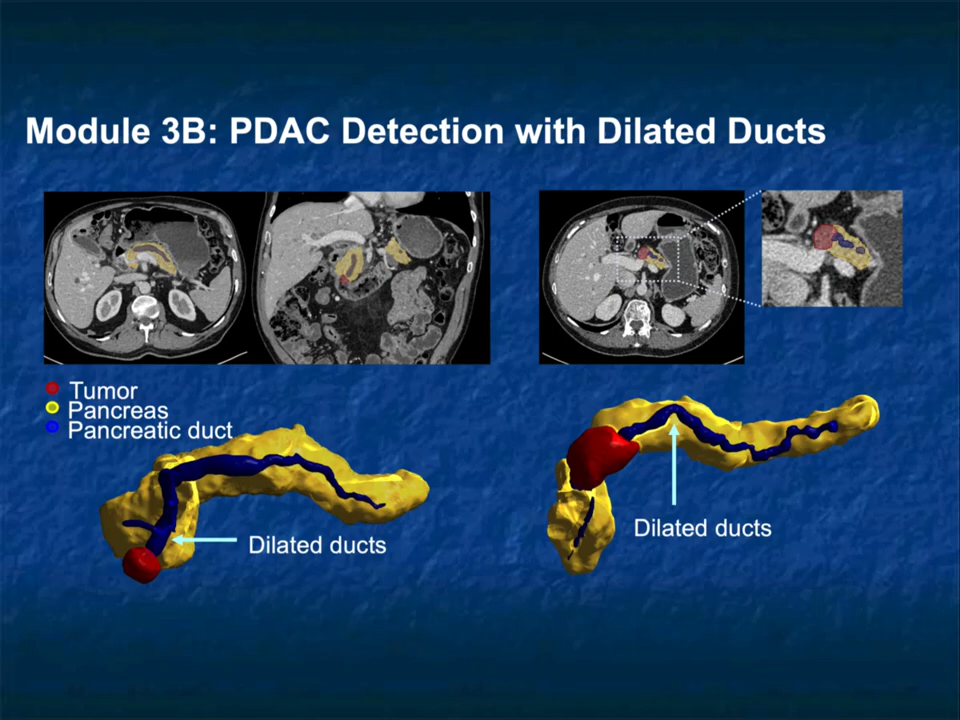 Module 3B: PDAC Detection with Dilated Ducts
Tumor
Pancreas
Pancreatic duct
Dilated ducts
Dilated ducts